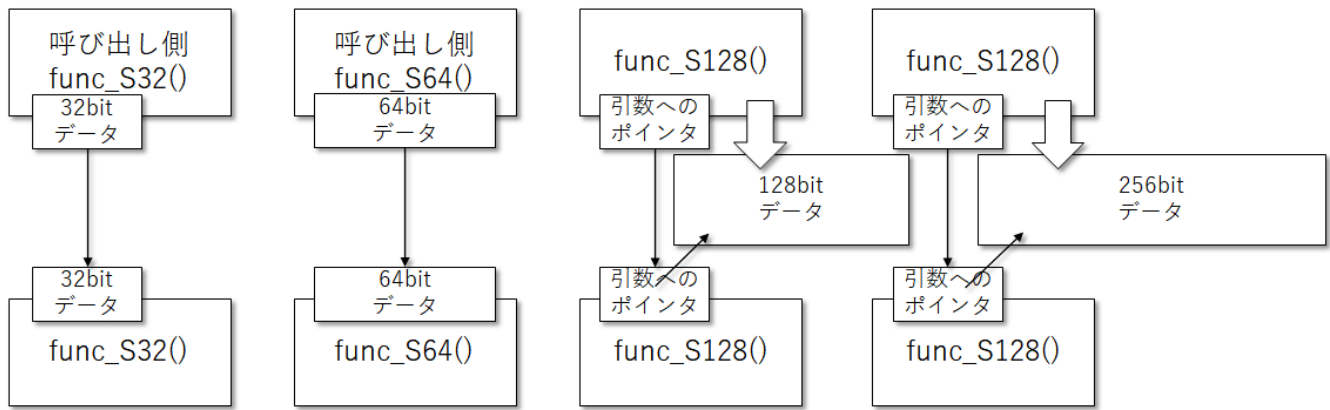 呼び出し側
func_S32()
32bit
データ
32bit
データ
func_S32()
呼び出し側
func_S64()
64bit
データ
64bit
データ
func_S64()
func_S128()
引数への
ポインタ
128bit
データ
引数への
ポインタ
func_S128()
func_S128()
引数への
ポインタ
256bit
データ
引数への
ポインタ
func_S128()